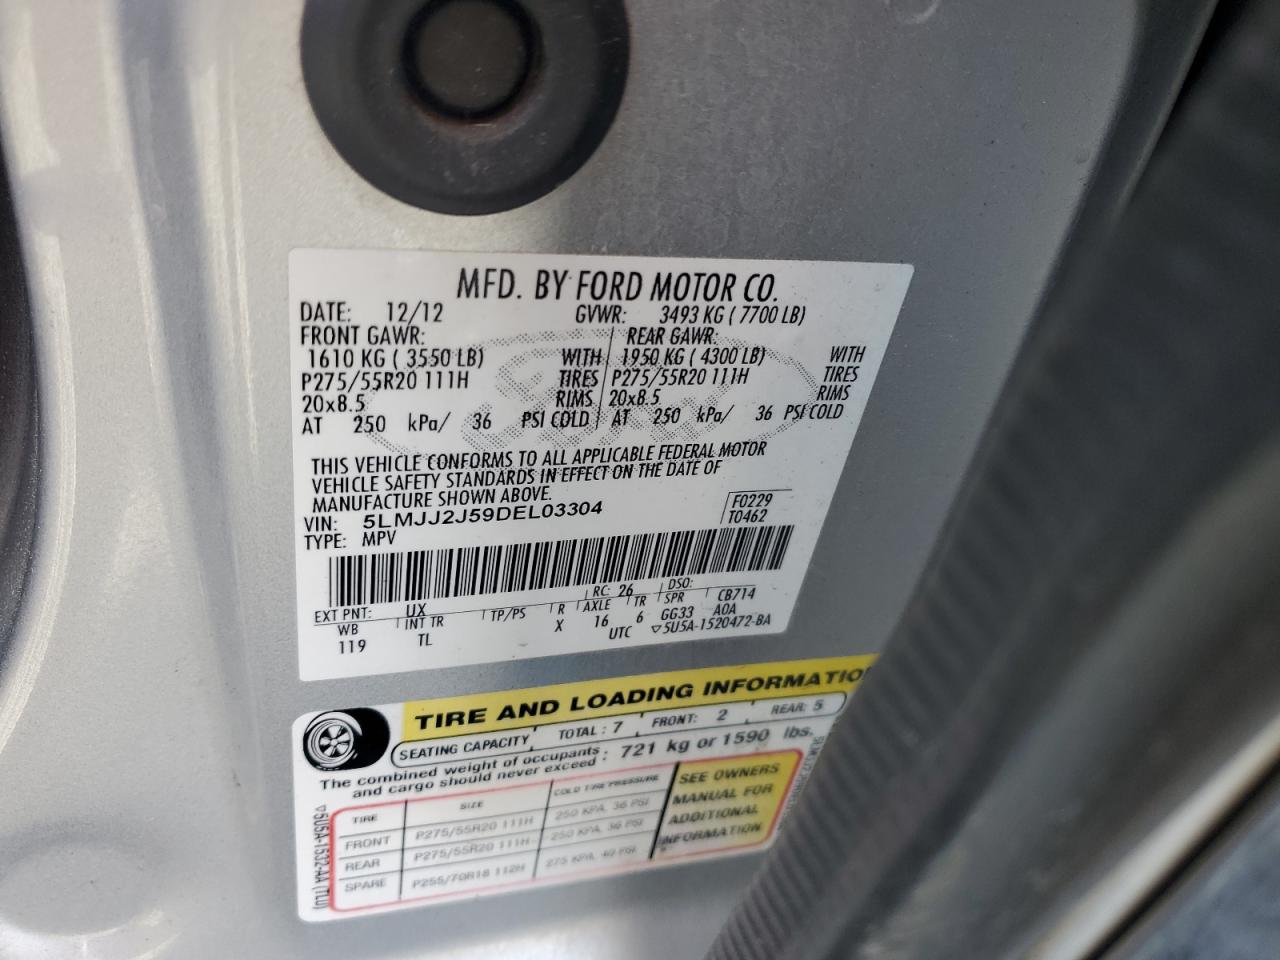 MFD. BY FORD MOTOR CO.
DATE: 12/12 GVWR: 3493 KG ( 7700 LB)
FRONT GAWR: REAR GAWR:
1610 KG ( 3550 LB) WITH 1950 KG ( 4300 LB) WITH
P275/55R20 111H TIRES P275/55R20 111H TIRES
20x8.5 RIMS 20x8.5 RIMS
AT 250 kPa/ 36 PSI COLD AT 250 kPa/ 36 PSI COLD
THIS VEHICLE CONFORMS TO ALL APPLICABLE FEDERAL MOTOR
VEHICLE SAFETY STANDARDS IN EFFECT ON THE DATE OF
MANUFACTURE SHOWN ABOVE.
VIN: 5LMJJ2J59DEL03304 F0229
TYPE: MPV T0462
RC: 26 DSO:
EXT PNT: UX CB714
WB INT TR TP/PS R AXLE TR SPR
119 TL X 16 6 GG33 A0A
UTC ▽5U5A-1520472-BA
TIRE AND LOADING INFORMATIO
SEATING CAPACITY TOTAL : 7 FRONT: 2 REAR: 5
The combined weight of occupants
and cargo should never exceed : 721 kg or 1590 lbs.
TIRE SIZE COLD TIRE PRESSURE
FRONT P275/55R20 111H 250 KPA, 36 PSI
REAR P275/55R20 111H 250 KPA, 36 PSI
SPARE P255/70R18 112H 275 KPA, 40 PSI
SEE OWNERS
MANUAL FOR
ADDITIONAL
INFORMATION
▽5U5A-1532-AA (TLU)